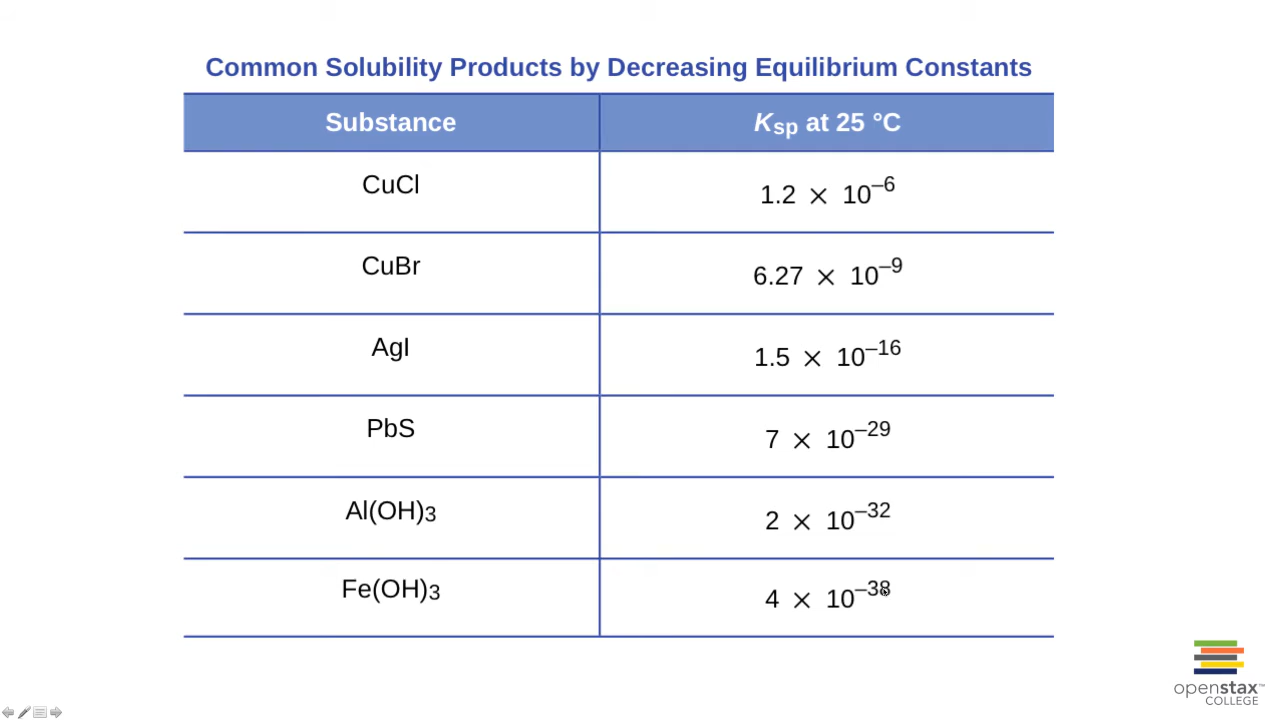 Common Solubility Products by Decreasing Equilibrium Constants
Substance Ksp at 25 °C
CuCl 1.2 × 10⁻⁶
CuBr 6.27 × 10⁻⁹
AgI 1.5 × 10⁻¹⁶
PbS 7 × 10⁻²⁹
Al(OH)₃ 2 × 10⁻³²
Fe(OH)₃ 4 × 10⁻³⁸
openstax™
COLLEGE